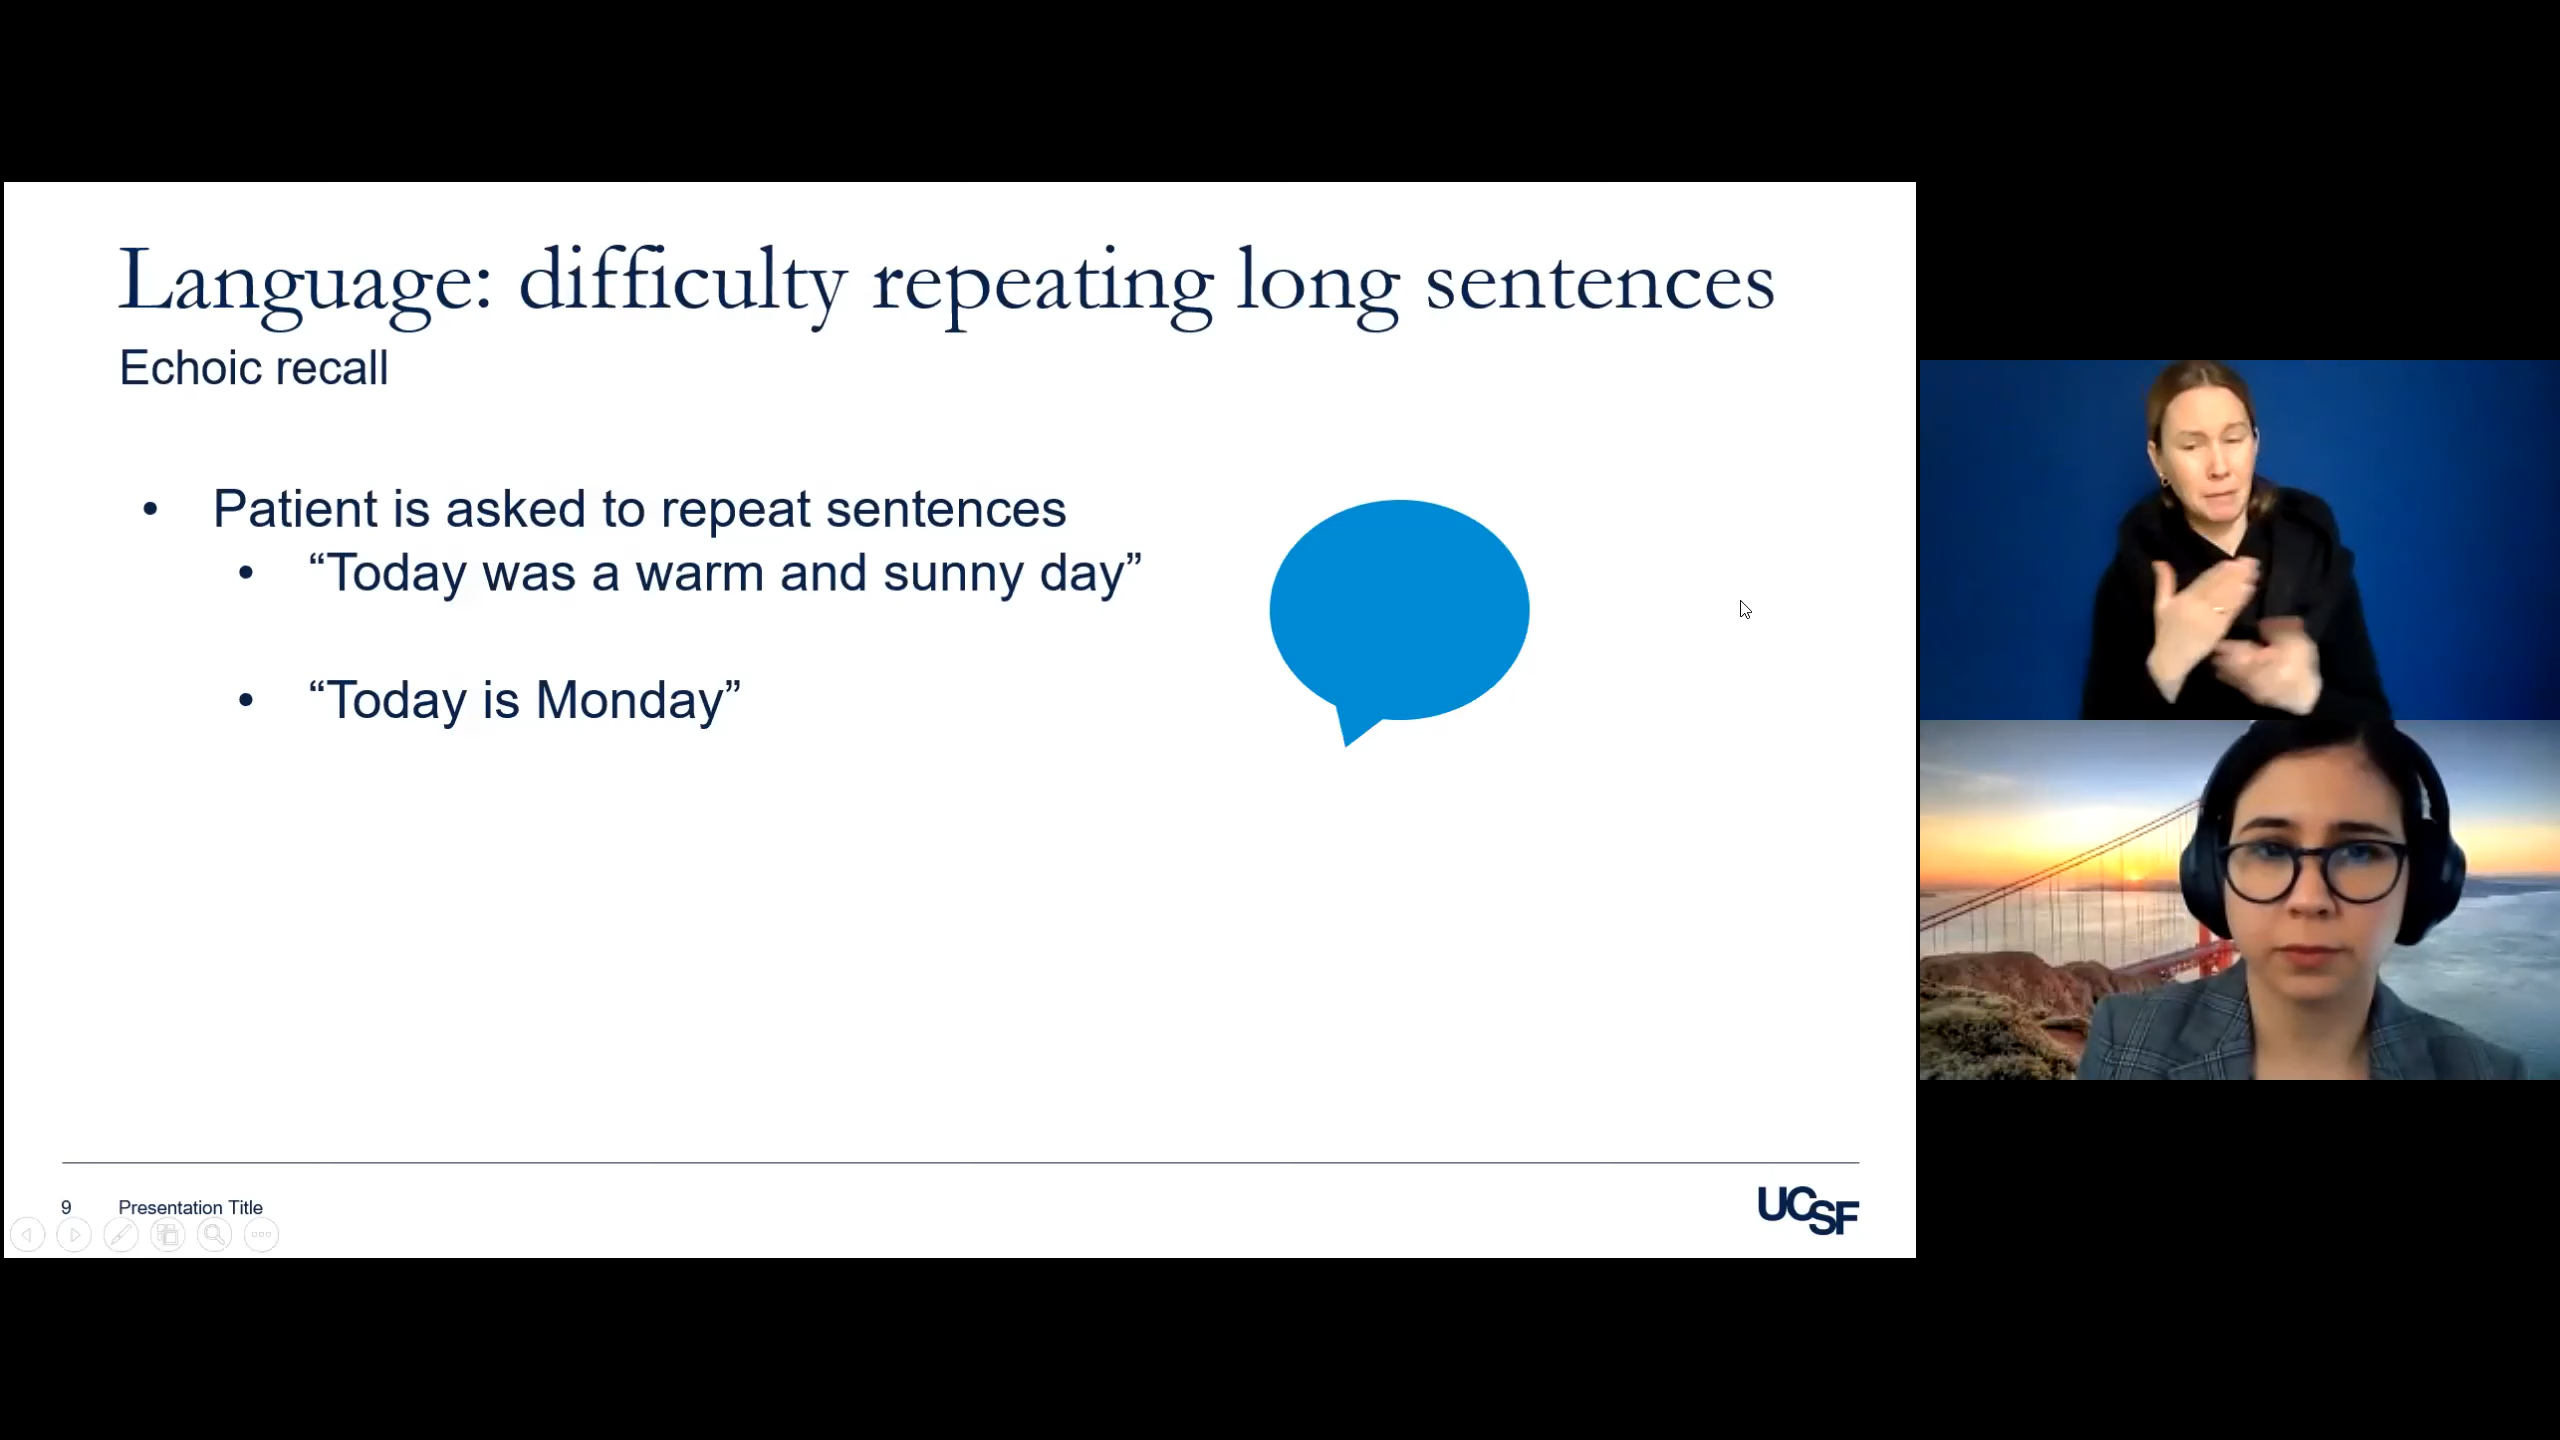 Language: difficulty repeating long sentences
Echoic recall
• Patient is asked to repeat sentences
• “Today was a warm and sunny day”
• “Today is Monday”
9 Presentation Title
UCSF